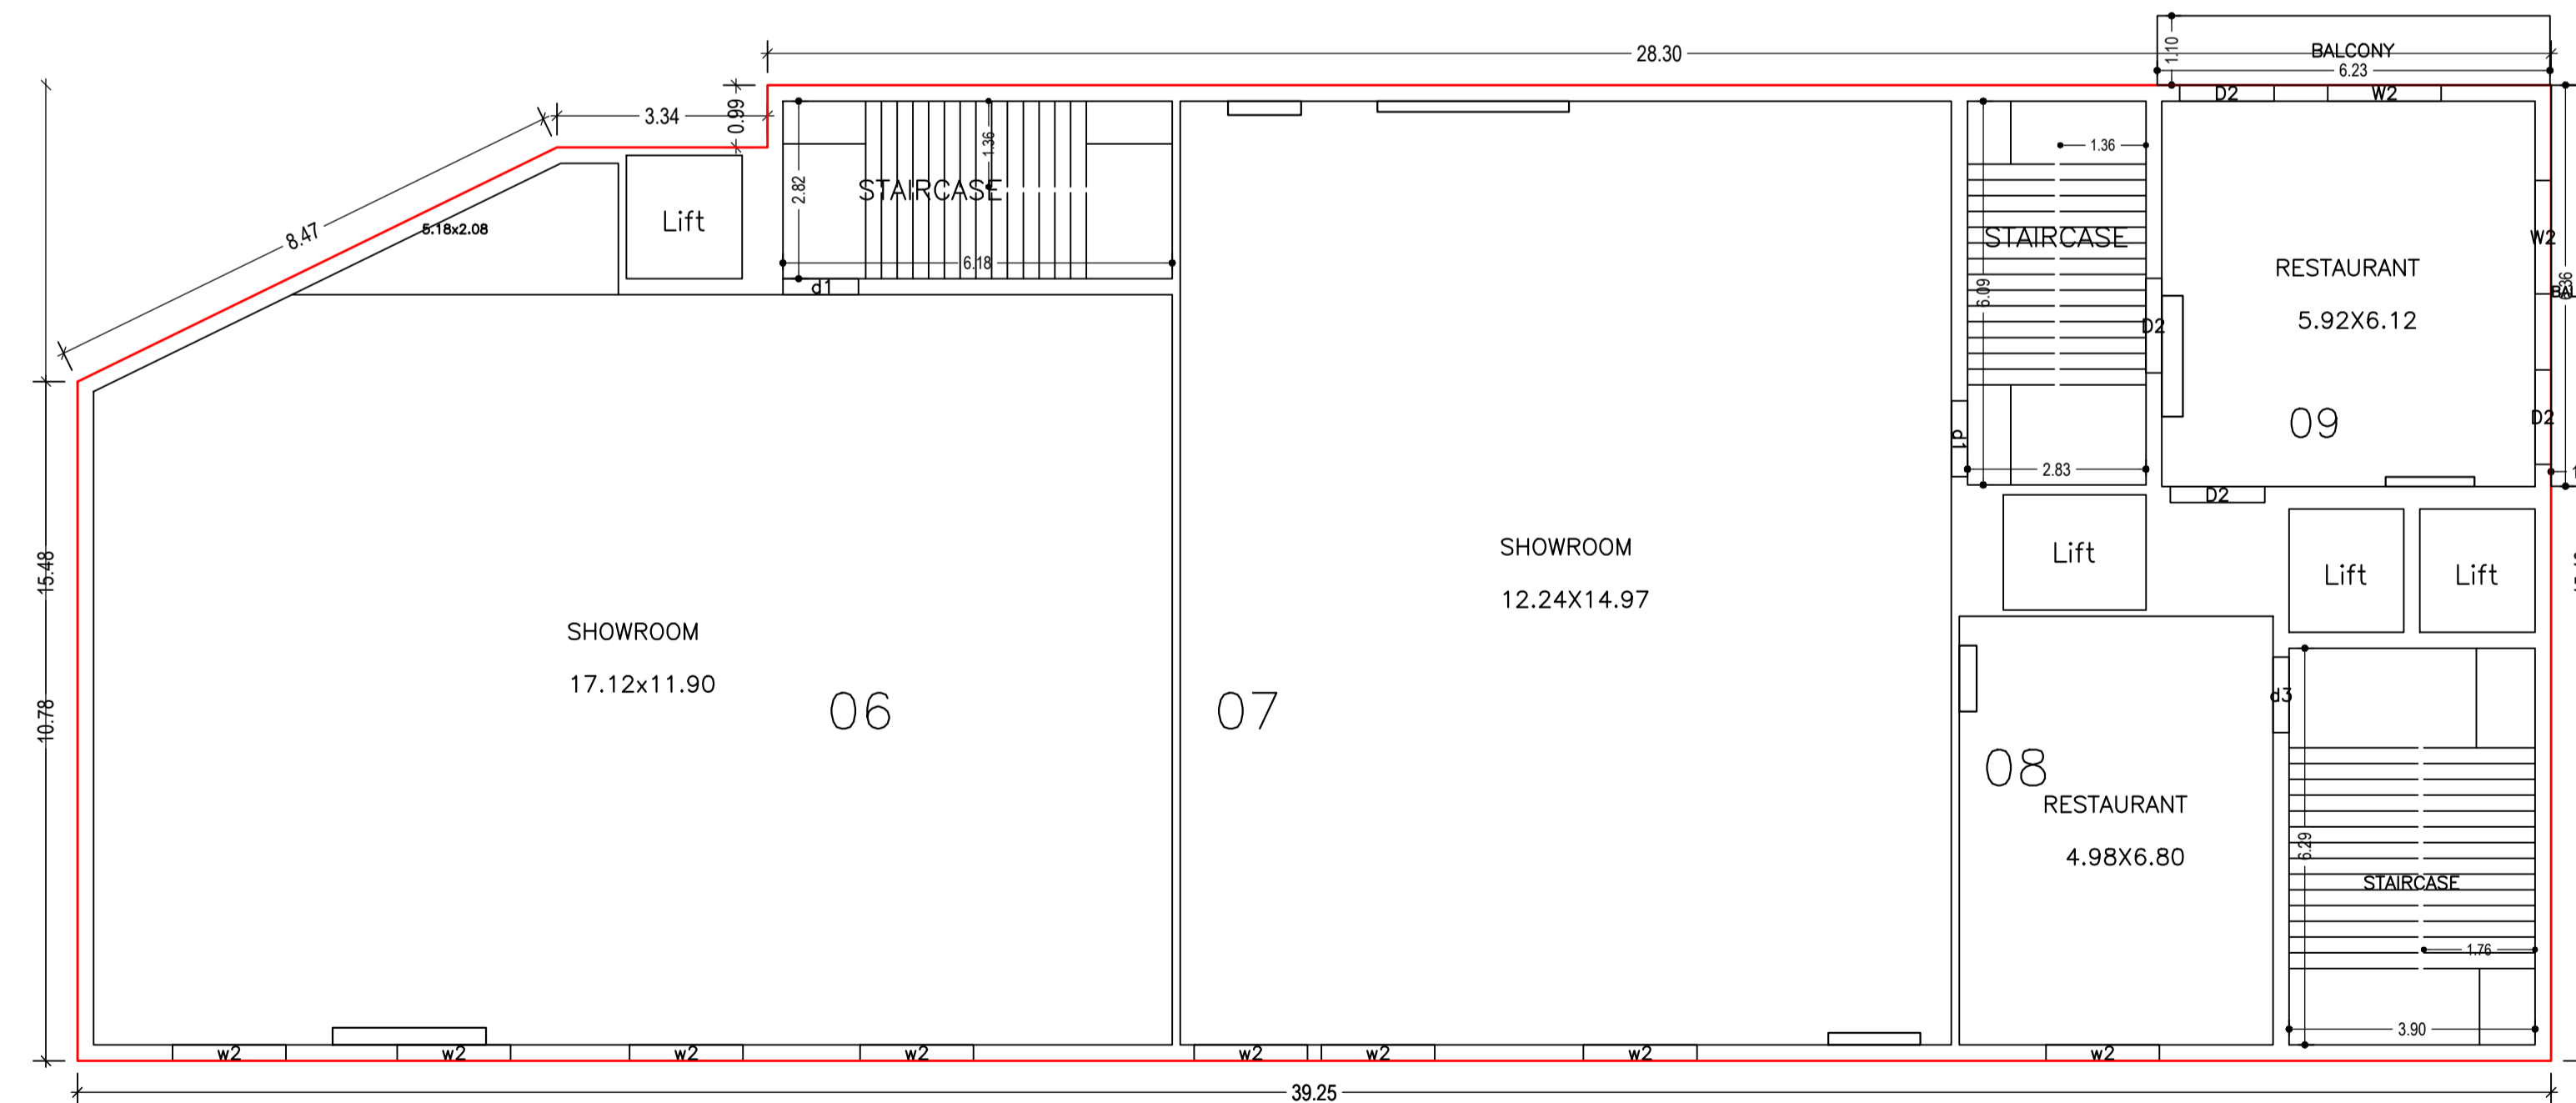 28.30
1.10
BALCONY
6.23
D2
W2
3.34
0.99
8.47
5.18x2.08
Lift
2.82
STAIRCASE
1.36
6.18
d1
1.36
STAIRCASE
6.09
2.83
d1
D2
RESTAURANT
5.92X6.12
09
W2
D2
D2
15.48
10.78
SHOWROOM
17.12x11.90
06
SHOWROOM
12.24X14.97
07
Lift
Lift
Lift
08
RESTAURANT
4.98X6.80
d3
6.29
STAIRCASE
1.76
3.90
w2
w2
w2
w2
w2
w2
w2
w2
39.25